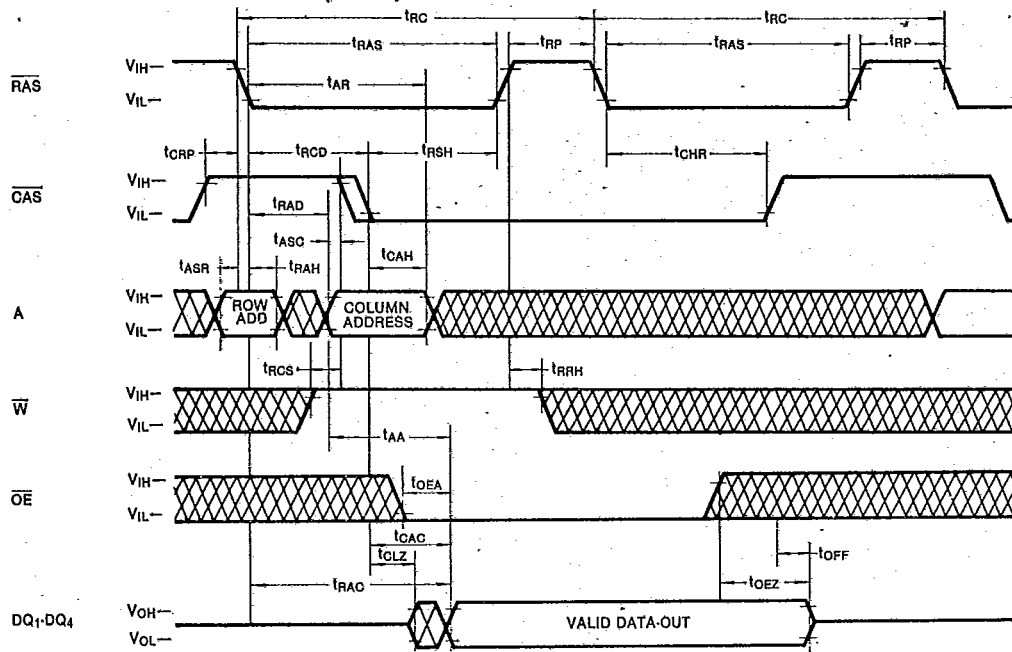 tRC tRC
tRAS tRP tRAS tRP
RAS VIH
VIL
tAR
tCRP tRCD tRSH tCHR
CAS VIH
VIL
tRAD
tASC
tASR tRAH tCAH
A VIH
VIL
ROW ADD
COLUMN ADDRESS
tRCS tRRH
W VIH
VIL
tAA
OE VIH
VIL
tOEA
tCAC
tCLZ tOFF
tRAC tOEZ
DQ1-DQ4 VOH
VOL
VALID DATA-OUT